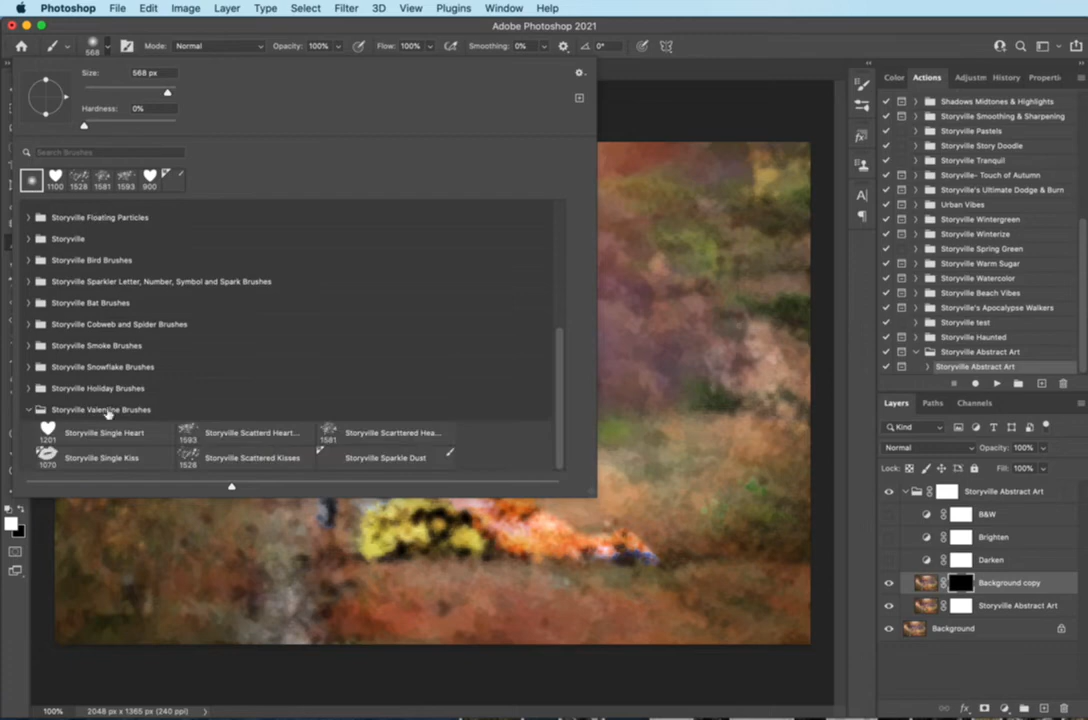 Photoshop File Edit Image Layer Type Select Filter 3D View Plugins Window Help
Adobe Photoshop 2021
568 Mode: Normal Opacity: 100% Flow: 100% Smoothing: 0% 0°
Size: 568 px
Hardness: 0%
Search Brushes
1100 1528 1581 1593 900
Storyville Floating Particles
Storyville
Storyville Bird Brushes
Storyville Sparkler Letter, Number, Symbol and Spark Brushes
Storyville Bat Brushes
Storyville Cobweb and Spider Brushes
Storyville Smoke Brushes
Storyville Snowflake Brushes
Storyville Holiday Brushes
Storyville Valentine Brushes
1201 Storyville Single Heart 1593 Storyville Scatterd Heart... 1581 Storyville Scarttered Hea...
1070 Storyville Single Kiss 1528 Storyville Scattered Kisses Storyville Sparkle Dust
Color Actions Adjustm History Properti
Shadows Midtones & Highlights
Storyville Smoothing & Sharpening
Storyville Pastels
Storyville Story Doodie
Storyville Tranquil
Storyville- Touch of Autumn
Storyville's Ultimate Dodge & Burn
Urban Vibes
Storyville Wintergreen
Storyville Winterize
Storyville Spring Green
Storyville Warm Sugar
Storyville Watercolor
Storyville Beach Vibes
Storyville's Apocalypse Walkers
Storyville test
Storyville Haunted
Storyville Abstract Art
Storyville Abstract Art
Layers Paths Channels
Kind
Normal Opacity: 100%
Lock: Fill: 100%
Storyville Abstract Art
B&W
Brighten
Darken
Background copy
Storyville Abstract Art
Background
100% 2048 px x 1365 px (240 ppi)